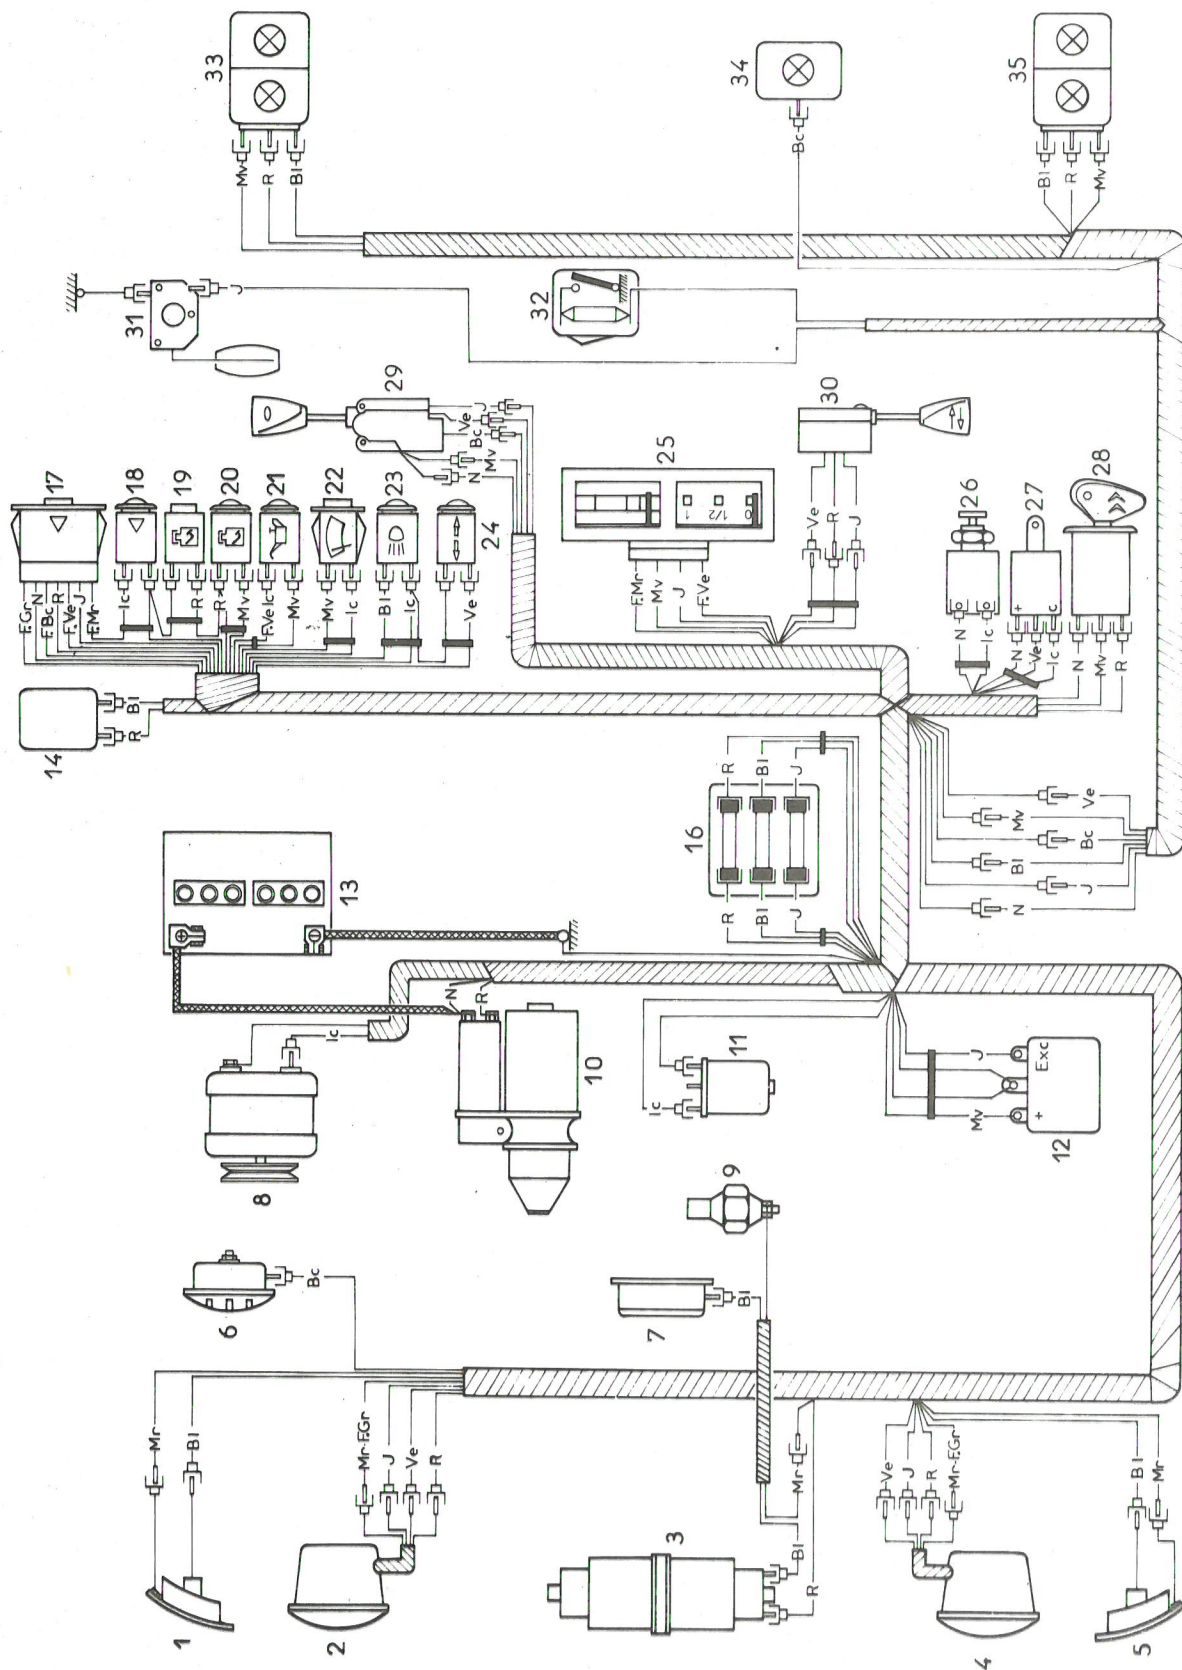 33
Mv
R
Bl
34
Bc
35
Bl
R
Mv
31
J
32
29
J
Ve
Bc
Mv
N
30
Ve
R
J
25
1
1/2
0
F.Mr
Mv
J
F.Ve
17
18
19
20
21
22
23
24
F.Gr
N
F.Bc
R
F.Ve
J
F.Mr
Ic
R
R
Mv
F.Ve
Ic
Mv
Mv
Ic
Bl
Ic
Ve
26
N
Ic
27
+
c
N
Ve
Ic
28
N
Mv
R
14
R
Bl
16
R
Bl
J
R
Bl
J
Ve
Mv
Bc
Bl
J
N
13
+
−
8
Ic
N
R
10
11
Ic
12
+
Exc
Mv
J
6
Bc
7
Bl
9
1
Mr
Bl
2
Mr-F.Gr
J
Ve
R
3
Mr
Bl
R
4
Ve
J
R
Mr-F.Gr
5
Bl
Mr